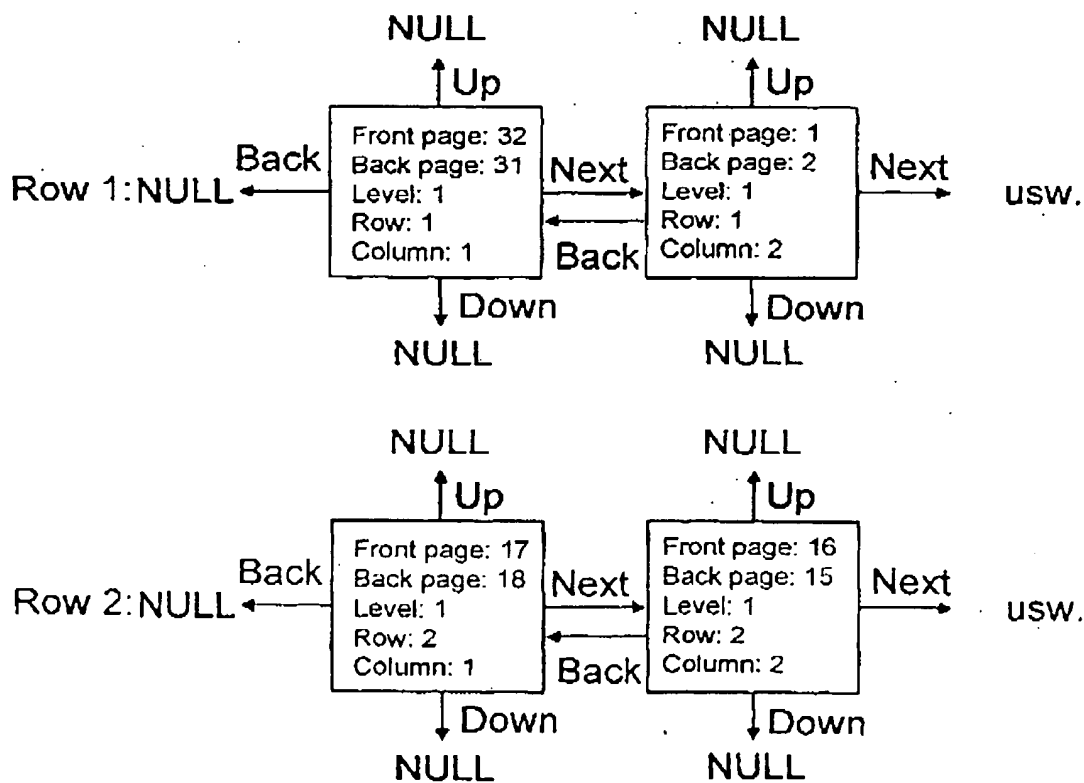 NULL NULL
Up Up
Front page: 32
Back page: 31
Level: 1
Row: 1
Column: 1
Front page: 1
Back page: 2
Level: 1
Row: 1
Column: 2
Row 1: NULL Back Next Back Next usw.
Down Down
NULL NULL
NULL NULL
Up Up
Front page: 17
Back page: 18
Level: 1
Row: 2
Column: 1
Front page: 16
Back page: 15
Level: 1
Row: 2
Column: 2
Row 2: NULL Back Next Back Next usw.
Down Down
NULL NULL